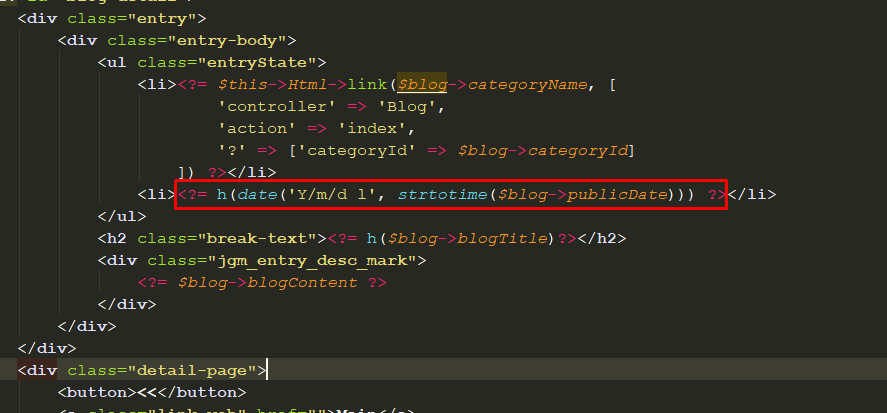 <div class="entry">
<div class="entry-body">
<ul class="entryState">
<li><?= $this->Html->link($blog->categoryName, [
'controller' => 'Blog',
'action' => 'index',
'?' => ['categoryId' => $blog->categoryId]
]) ?></li>
<li><?= h(date('Y/m/d l', strtotime($blog->publicDate))) ?></li>
</ul>
<h2 class="break-text"><?= h($blog->blogTitle)?></h2>
<div class="jgm_entry_desc_mark">
<?= $blog->blogContent ?>
</div>
</div>
</div>
<div class="detail-page">
<button><<</button>